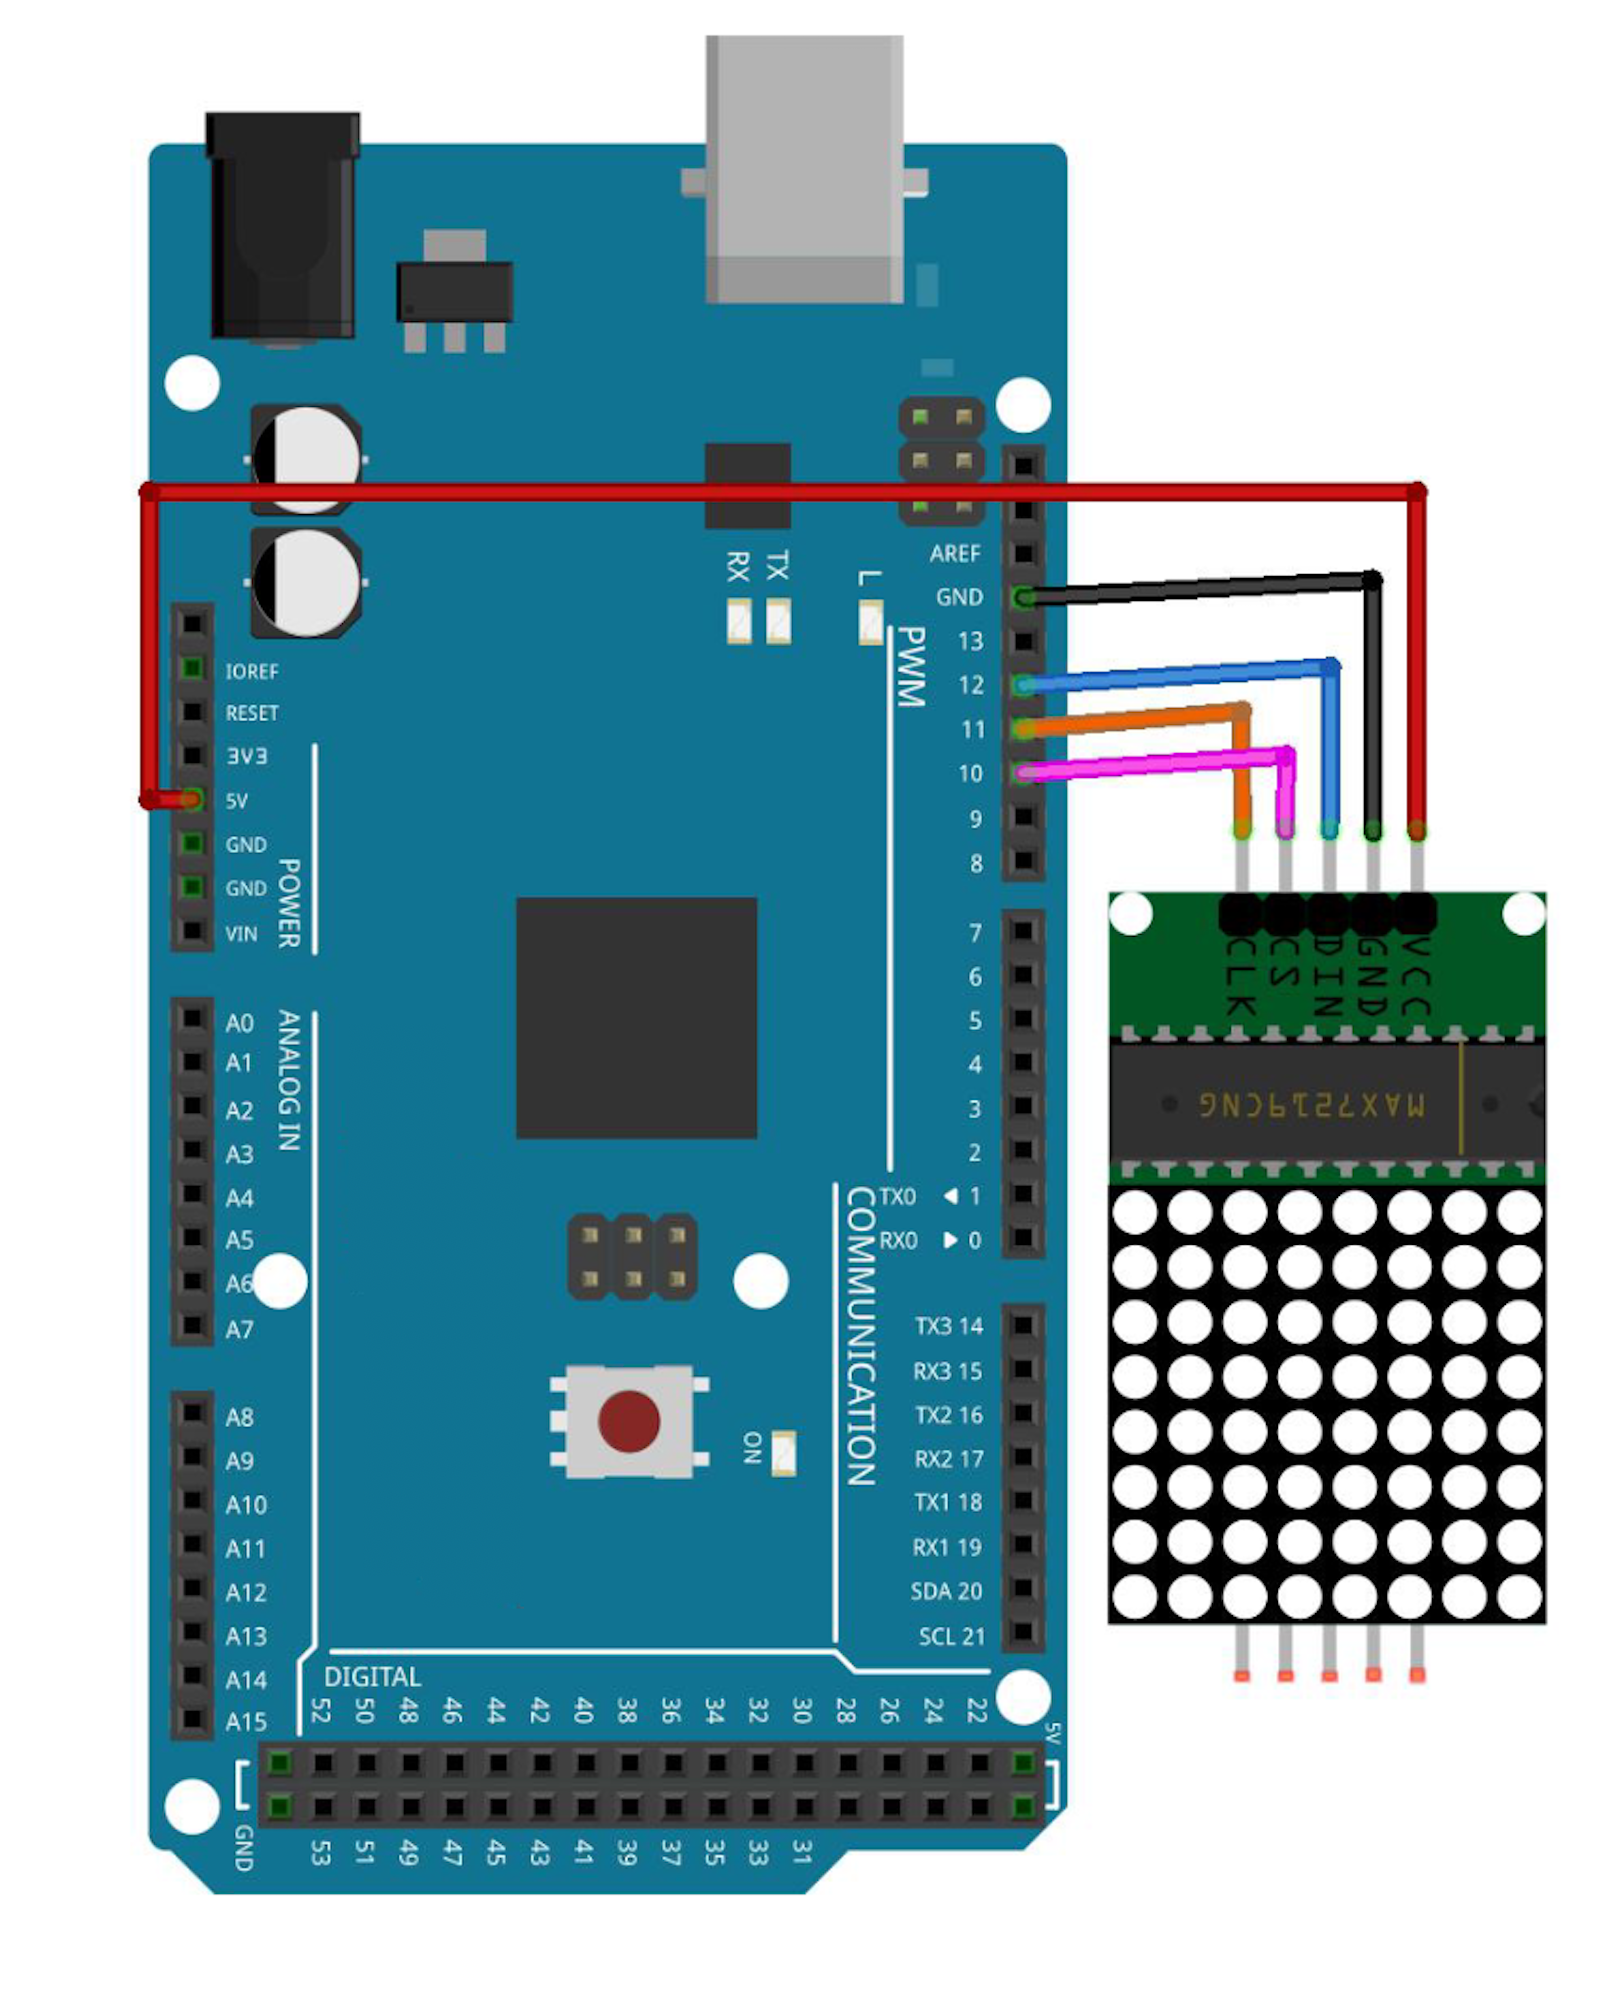 RX
TX
L
AREF
GND
13
12
11
10
9
8
PWM
IOREF
RESET
3V3
5V
GND
GND
VIN
POWER
7
6
5
4
3
2
TX0 ◀ 1
RX0 ▶ 0
A0
A1
A2
A3
A4
A5
A6
A7
ANALOG IN
COMMUNICATION
TX3 14
RX3 15
TX2 16
RX2 17
TX1 18
RX1 19
SDA 20
SCL 21
ON
A8
A9
A10
A11
A12
A13
A14
A15
DIGITAL
52 50 48 46 44 42 40 38 36 34 32 30 28 26 24 22
5V
GND
53 51 49 47 45 43 41 39 37 35 33 31
CLK
CS
DIN
GND
VCC
MAX7219CNG